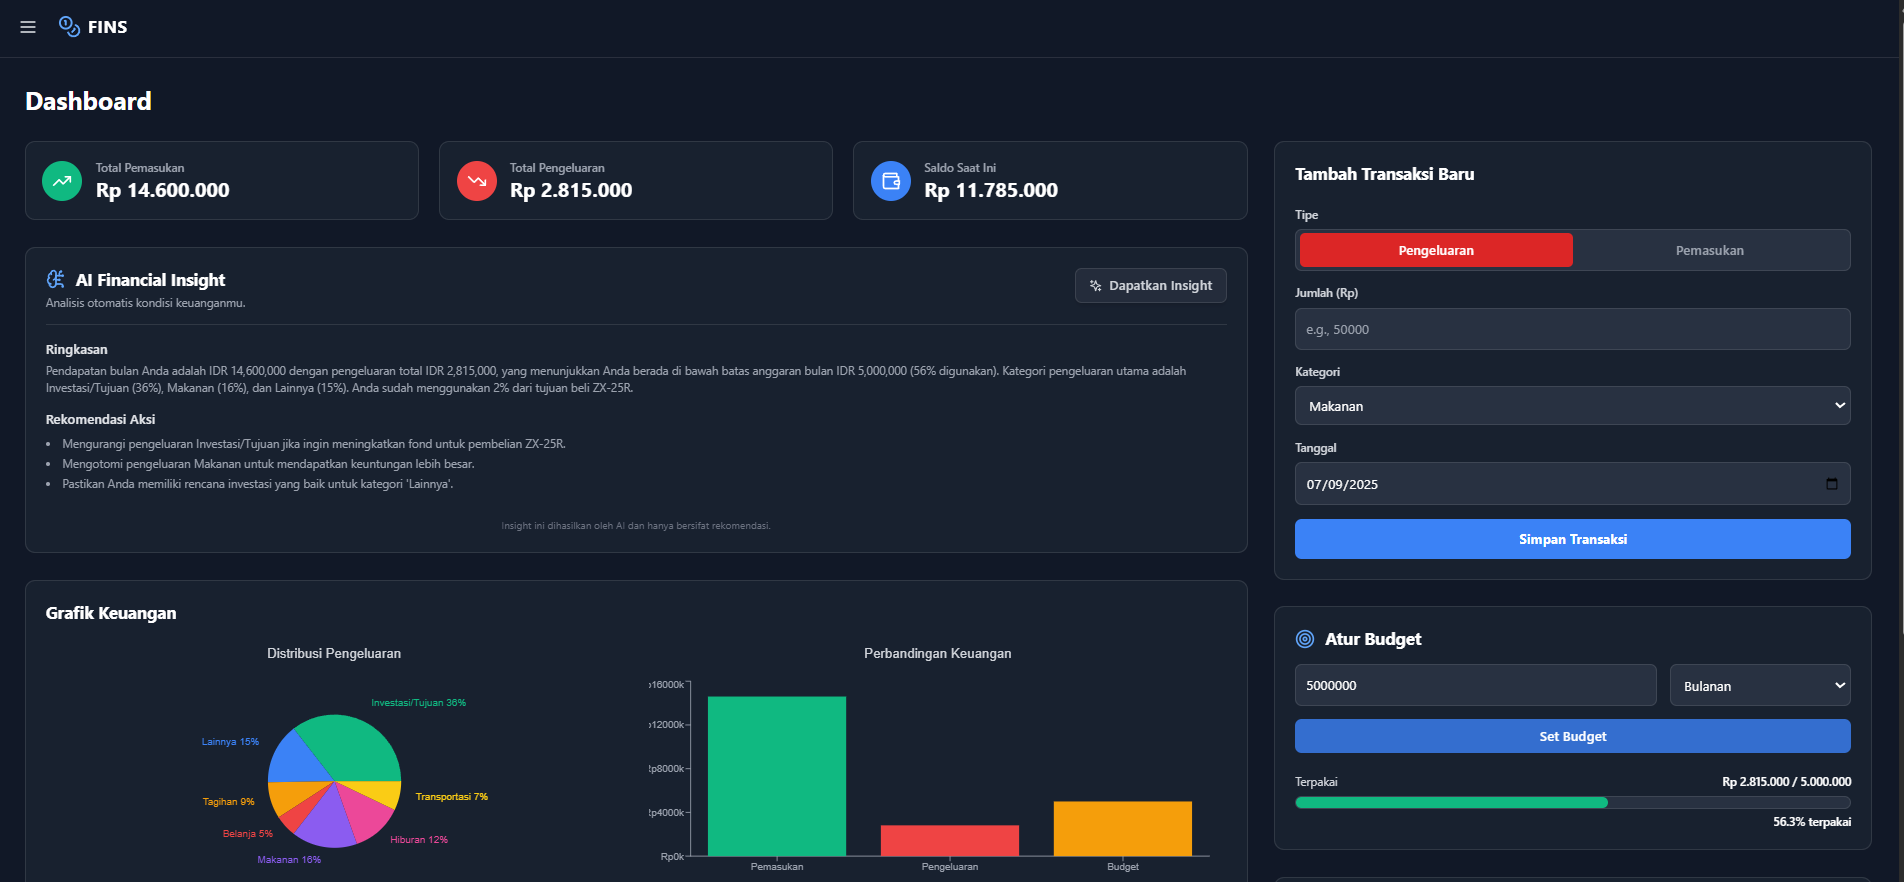 FINS
Dashboard
Total Pemasukan
Rp 14.600.000
Total Pengeluaran
Rp 2.815.000
Saldo Saat Ini
Rp 11.785.000
AI Financial Insight
Analisis otomatis kondisi keuanganmu.
Dapatkan Insight
Ringkasan
Pendapatan bulan Anda adalah IDR 14,600,000 dengan pengeluaran total IDR 2,815,000, yang menunjukkan Anda berada di bawah batas anggaran bulan IDR 5,000,000 (56% digunakan). Kategori pengeluaran utama adalah
Investasi/Tujuan (36%), Makanan (16%), dan Lainnya (15%). Anda sudah menggunakan 2% dari tujuan beli ZX-25R.
Rekomendasi Aksi
• Mengurangi pengeluaran Investasi/Tujuan jika ingin meningkatkan fond untuk pembelian ZX-25R.
• Mengotomi pengeluaran Makanan untuk mendapatkan keuntungan lebih besar.
• Pastikan Anda memiliki rencana investasi yang baik untuk kategori 'Lainnya'.
Insight ini dihasilkan oleh AI dan hanya bersifat rekomendasi.
Grafik Keuangan
Distribusi Pengeluaran
Investasi/Tujuan 36%
Lainnya 15%
Tagihan 9%
Belanja 5%
Makanan 16%
Hiburan 12%
Transportasi 7%
Perbandingan Keuangan
p16000k
p12000k
Rp8000k
Rp4000k
Rp0k
Pemasukan
Pengeluaran
Budget
Tambah Transaksi Baru
Tipe
Pengeluaran
Pemasukan
Jumlah (Rp)
e.g., 50000
Kategori
Makanan
Tanggal
07/09/2025
Simpan Transaksi
Atur Budget
5000000
Bulanan
Set Budget
Terpakai
Rp 2.815.000 / 5.000.000
56.3% terpakai